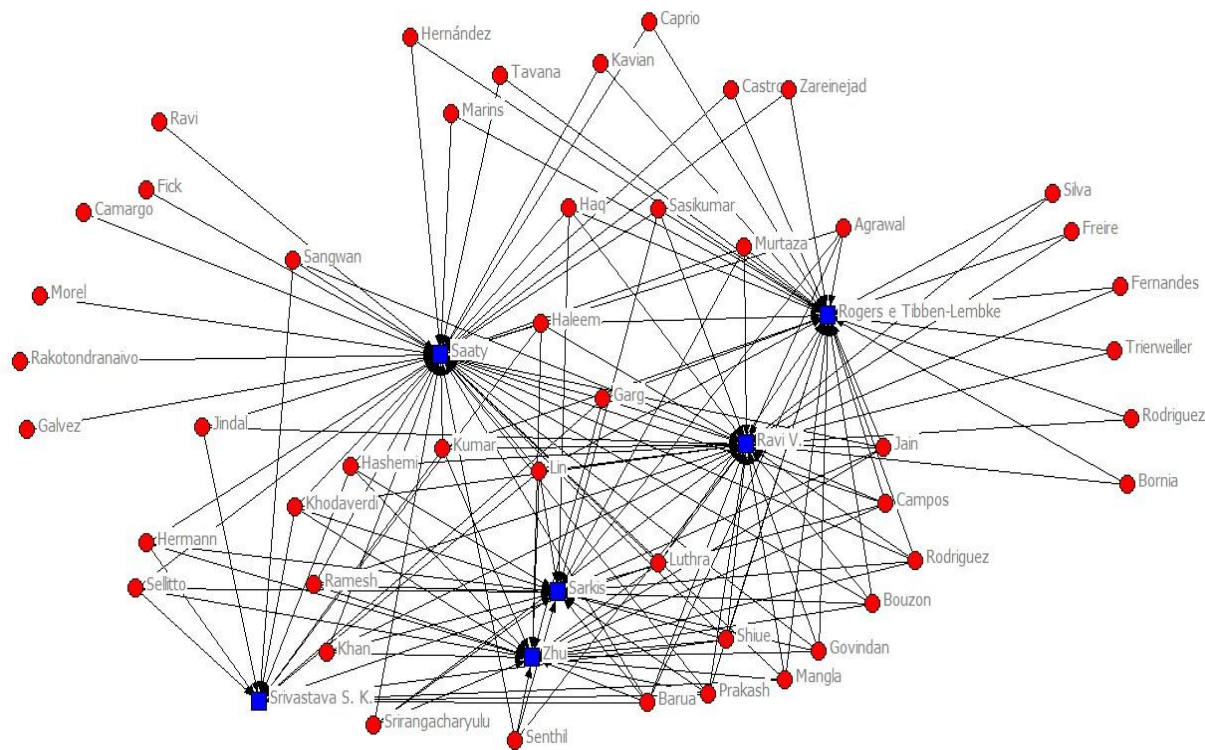 Caprio
Hernández
Kavian
Tavana
Castro
Zareinejad
Marins
Ravi
Fick
Silva
Camargo
Haq
Sasikumar
Agrawal
Freire
Murtaza
Sangwan
Fernandes
Morel
Rogers e Tibben-Lembke
Haleem
Trierweiller
Saaty
Rakotondranaivo
Garg
Rodriguez
Galvez
Jindal
Ravi V.
Jain
Kumar
Hashemi
Lin
Bornia
Campos
Khodaverdi
Hermann
Rodriguez
Luthra
Ramesh
Sellitto
Sarkis
Bouzon
Shiue
Khan
Zhu
Govindan
Mangla
Srivastava S. K.
Barua
Prakash
Srirangacharyulu
Senthil